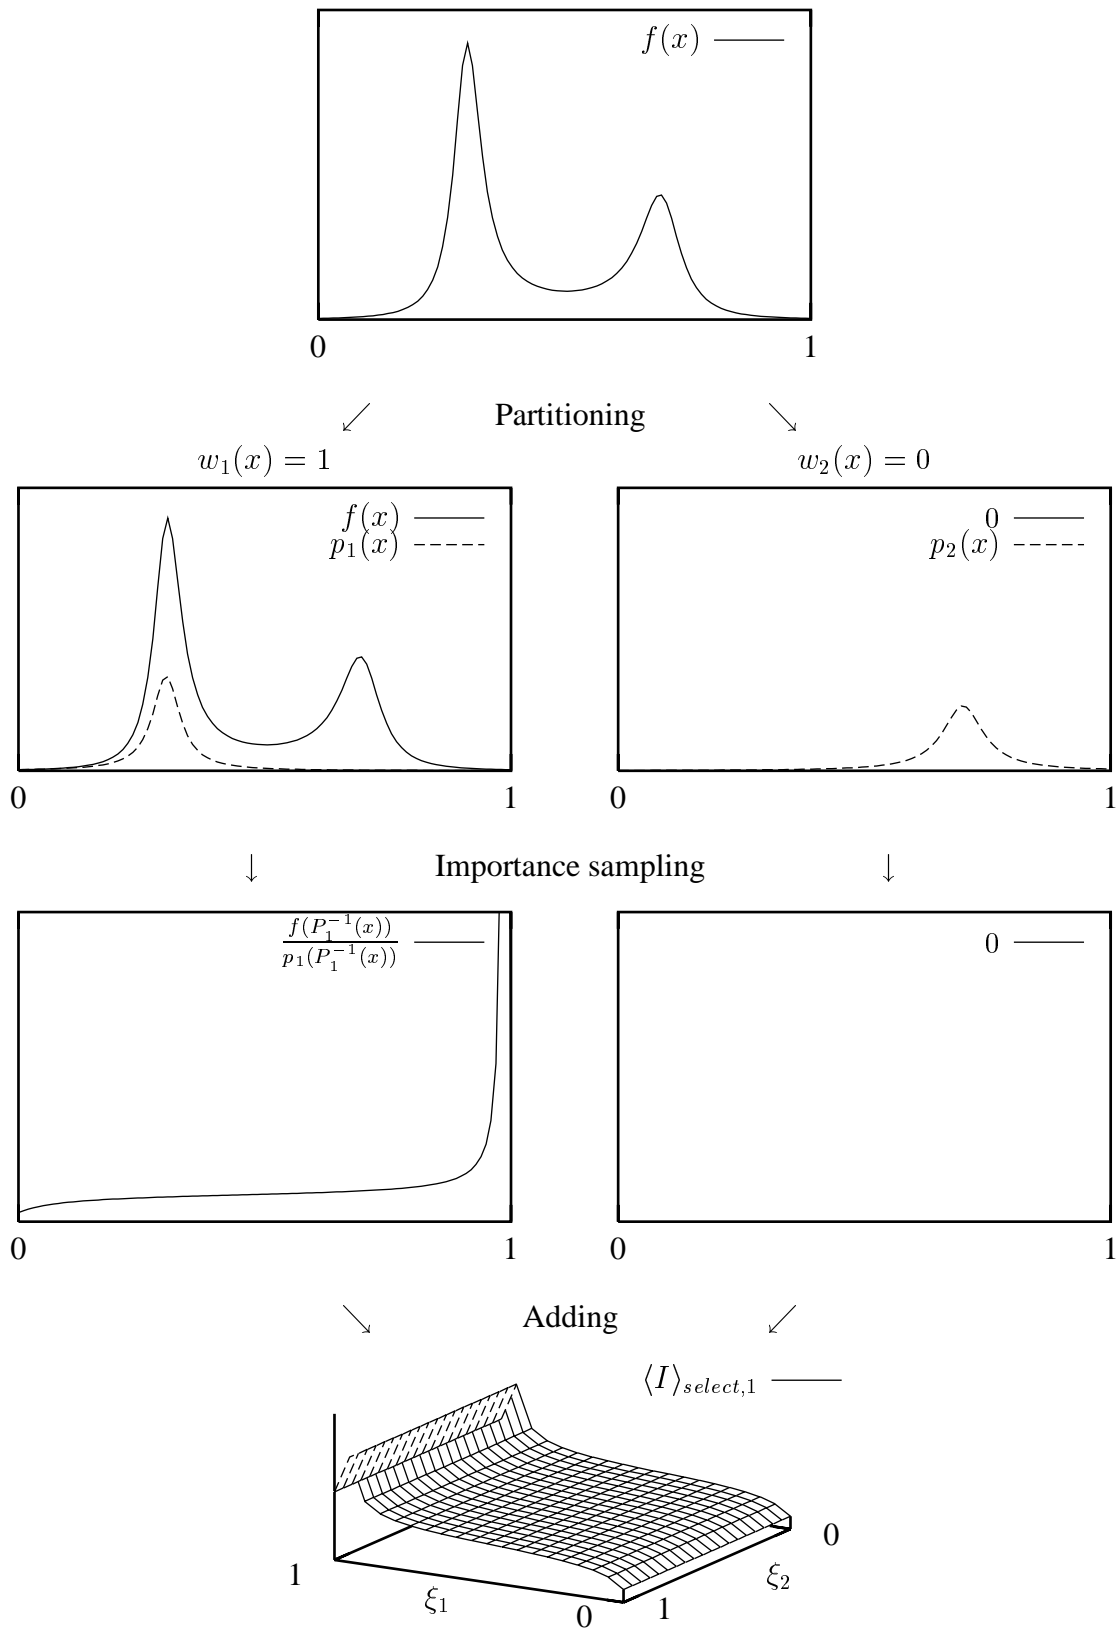 f(x)
0 1
Partitioning
w₁(x) = 1 w₂(x) = 0
f(x) 0
p₁(x) p₂(x)
0 1 0 1
Importance sampling
f(P₁⁻¹(x)) / p₁(P₁⁻¹(x)) 0
0 1 0 1
Adding
⟨I⟩select,1
0
1 ξ₁ ξ₂
0 1